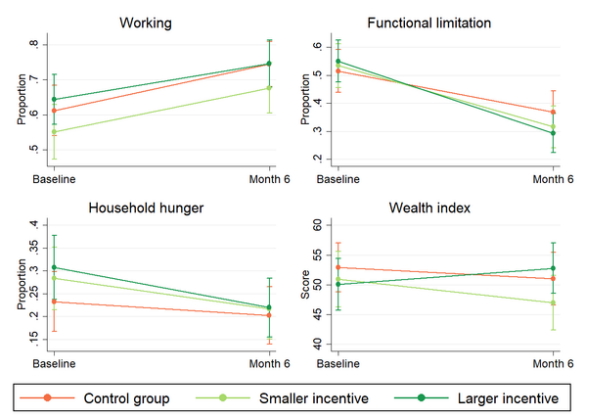 Working
Proportion
.8
.7
.6
.5
Baseline
Month 6
Functional limitation
Proportion
.6
.5
.4
.3
.2
Baseline
Month 6
Household hunger
Proportion
.4
.35
.3
.25
.2
.15
Baseline
Month 6
Wealth index
Score
60
55
50
45
40
Baseline
Month 6
Control group
Smaller incentive
Larger incentive